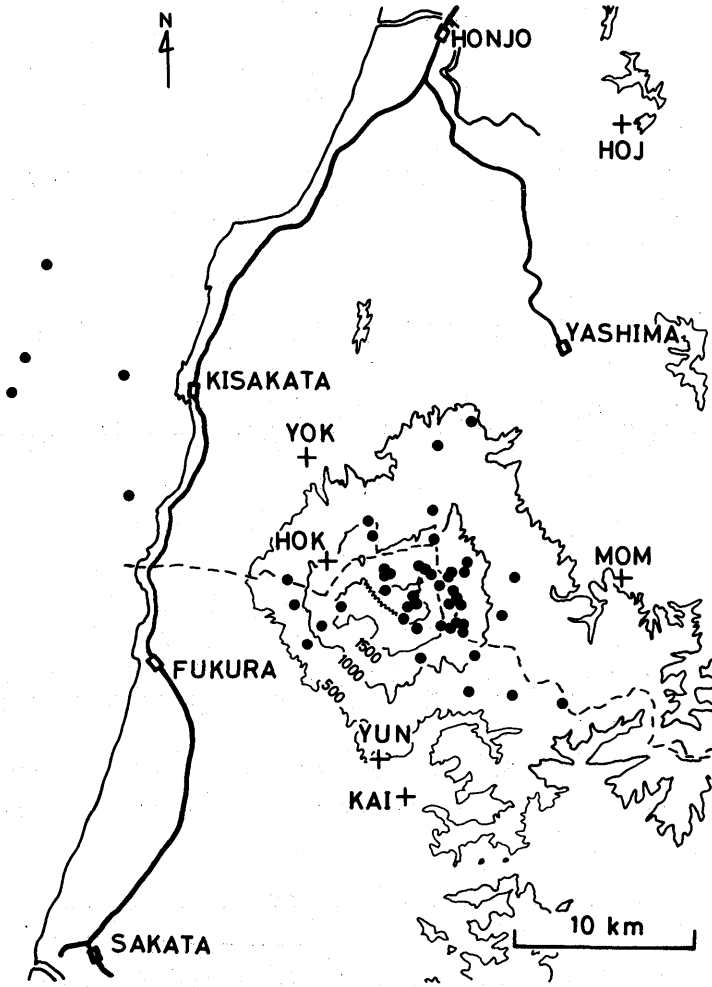 N
HONJO
HOJ
YASHIMA
KISAKATA
YOK
HOK
MOM
1500
1000
500
FUKURA
YUN
KAI
10 km
SAKATA